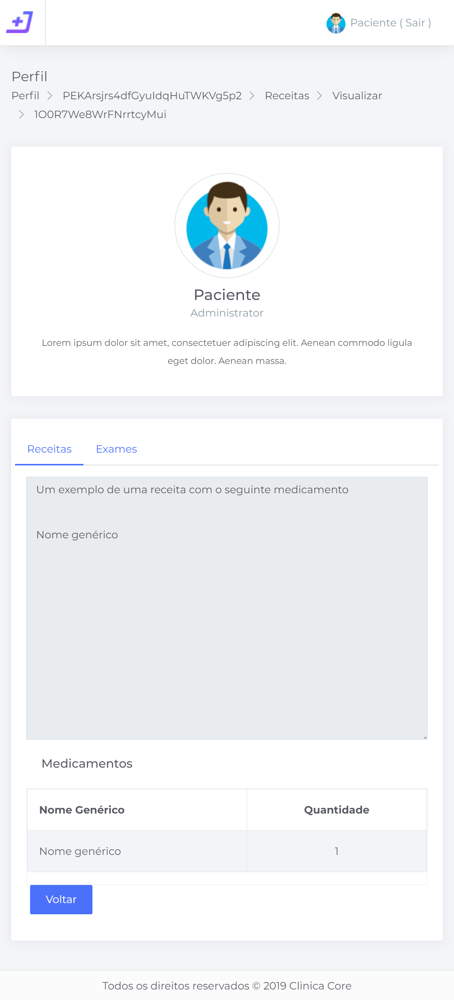 Paciente ( Sair )
Perfil
Perfil > PEKArsjrs4dfGyuIdqHuTWKVg5p2 > Receitas > Visualizar
> 1O0R7We8WrFNrrtcyMui
Paciente
Administrator
Lorem ipsum dolor sit amet, consectetuer adipiscing elit. Aenean commodo ligula
eget dolor. Aenean massa.
Receitas Exames
Um exemplo de uma receita com o seguinte medicamento
Nome genérico
Medicamentos
Nome Genérico Quantidade
Nome genérico 1
Voltar
Todos os direitos reservados © 2019 Clinica Core